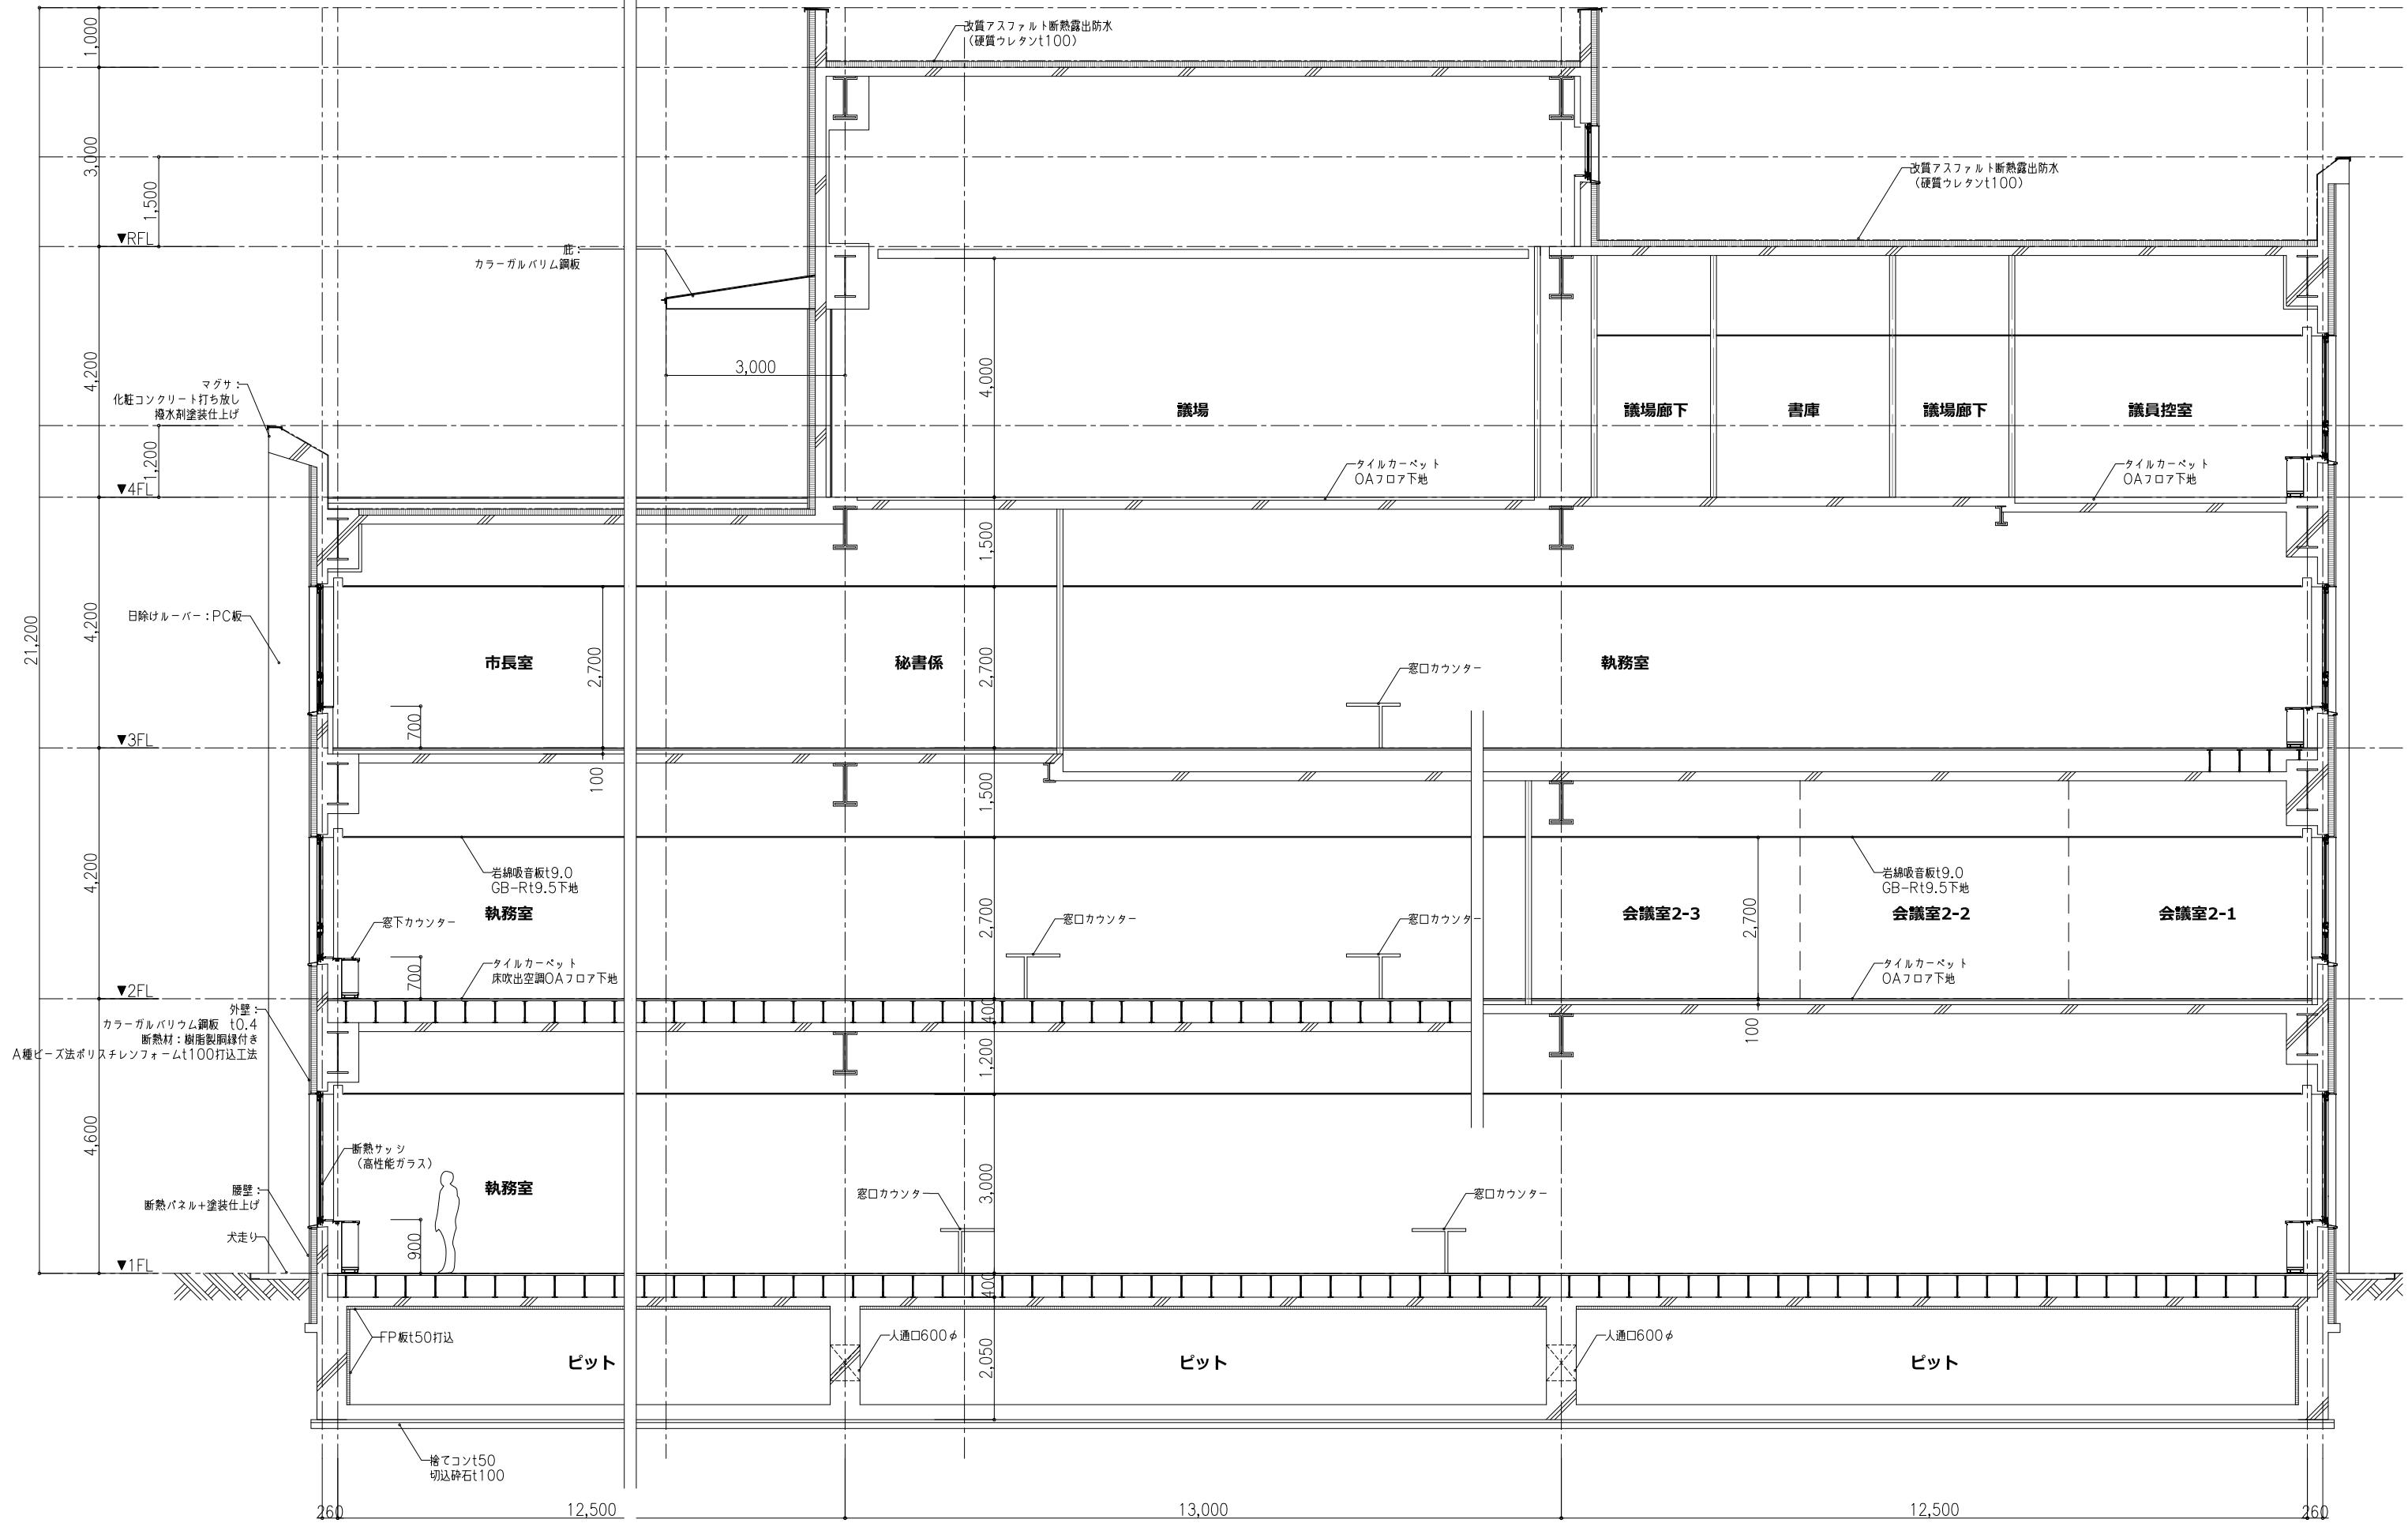 1,000
改質アスファルト断熱露出防水
(硬質ウレタンt100)
3,000
1,500
改質アスファルト断熱露出防水
(硬質ウレタンt100)
▼RFL
庇:
カラーガルバリム鋼板
4,200
3,000
4,000
マグサ:
化粧コンクリート打ち放し
撥水剤塗装仕上げ
議場
議場廊下
書庫
議場廊下
議員控室
1,200
タイルカーペット
OAフロア下地
タイルカーペット
OAフロア下地
▼4FL
1,500
21,200
4,200
日除けルーバー:PC板
市長室
2,700
秘書係
2,700
窓口カウンター
執務室
700
▼3FL
100
1,500
4,200
岩綿吸音板t9.0
GB-Rt9.5下地
岩綿吸音板t9.0
GB-Rt9.5下地
執務室
窓下カウンター
2,700
窓口カウンター
窓口カウンター
会議室2-3
2,700
会議室2-2
会議室2-1
700
タイルカーペット
床吹出空調OAフロア下地
タイルカーペット
OAフロア下地
▼2FL
400
100
外壁:
カラーガルバリウム鋼板 t0.4
断熱材:樹脂製胴縁付き
A種ビーズ法ポリスチレンフォームt100打込工法
1,200
4,600
断熱サッシ
(高性能ガラス)
腰壁:
断熱パネル+塗装仕上げ
執務室
窓口カウンター
3,000
窓口カウンター
犬走り
900
▼1FL
400
FP板t50打込
人通口600φ
人通口600φ
ピット
2,050
ピット
ピット
捨てコンt50
切込砕石t100
260
12,500
13,000
12,500
260